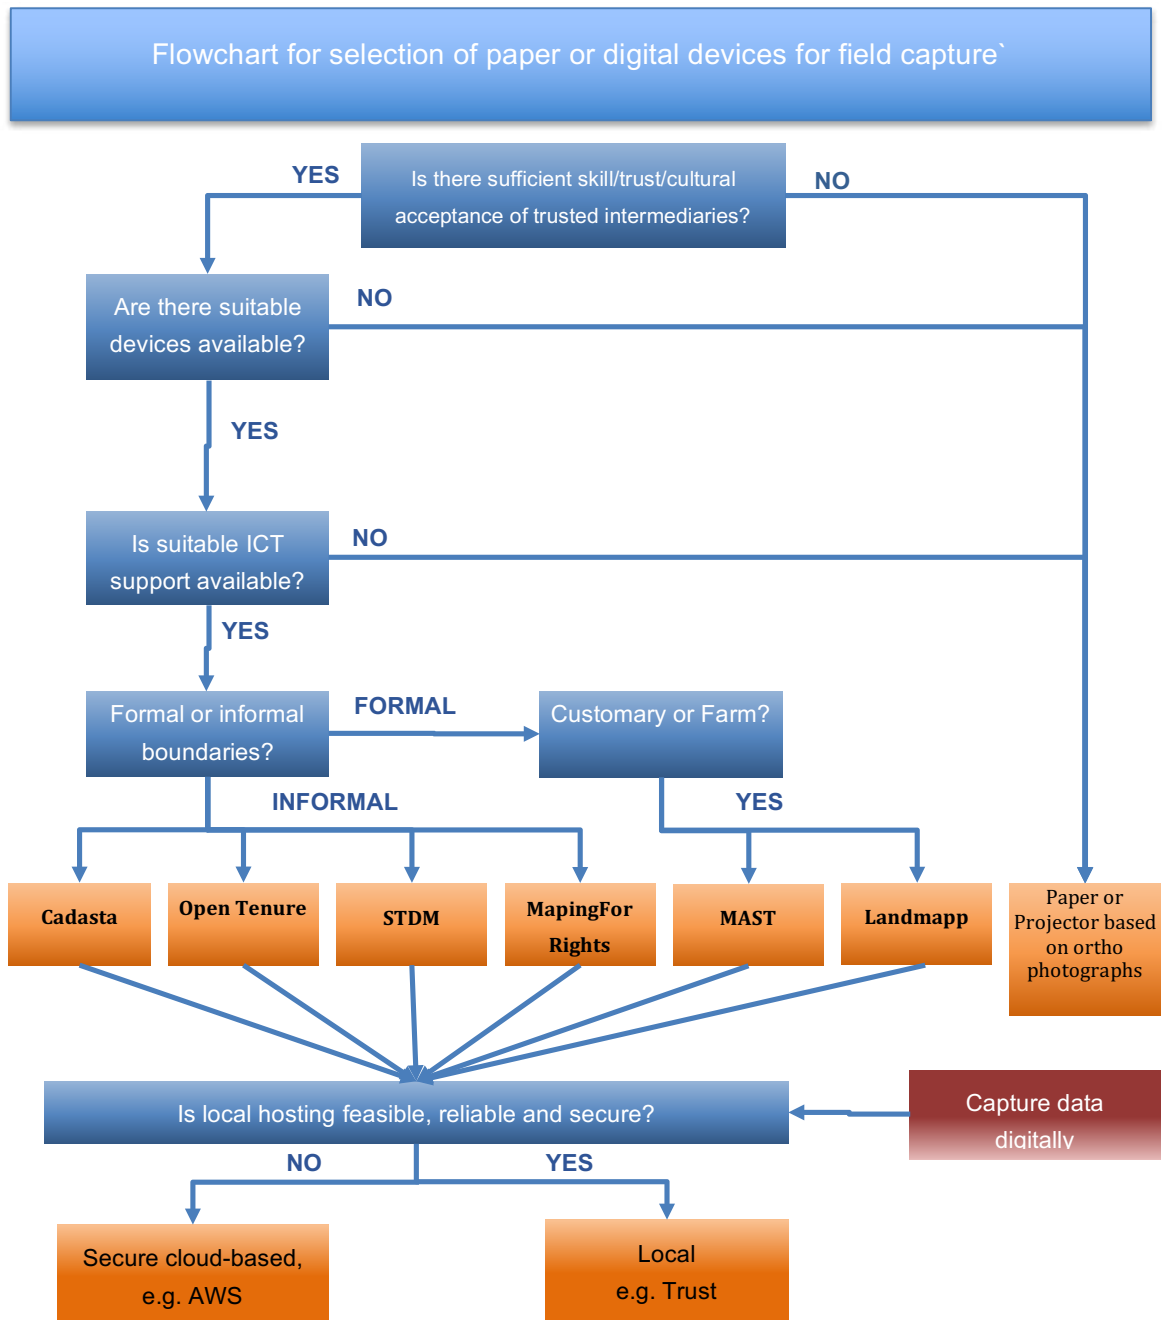 Flowchart for selection of paper or digital devices for field capture`
YES
Is there sufficient skill/trust/cultural
acceptance of trusted intermediaries?
NO
Are there suitable
devices available?
NO
YES
Is suitable ICT
support available?
NO
YES
Formal or informal
boundaries?
FORMAL
Customary or Farm?
INFORMAL
YES
Cadasta
Open Tenure
STDM
MapingFor
Rights
MAST
Landmapp
Paper or
Projector based
on ortho
photographs
Is local hosting feasible, reliable and secure?
Capture data
digitally
NO
YES
Secure cloud-based,
e.g. AWS
Local
e.g. Trust